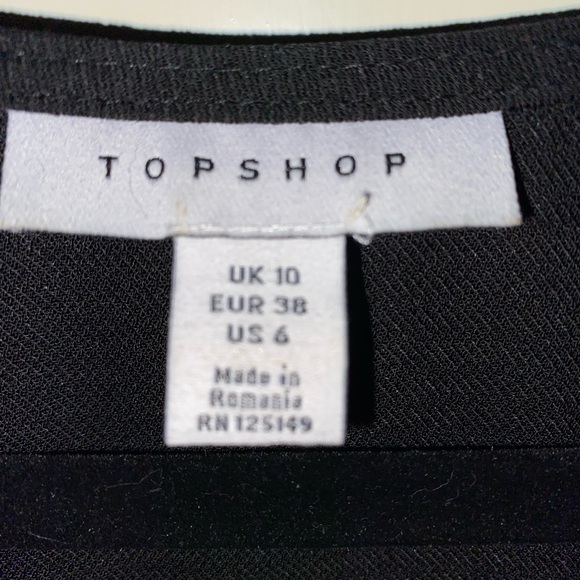 TOPSHOP
UK 10
EUR 38
US 6
Made in
Romania
RN 125149